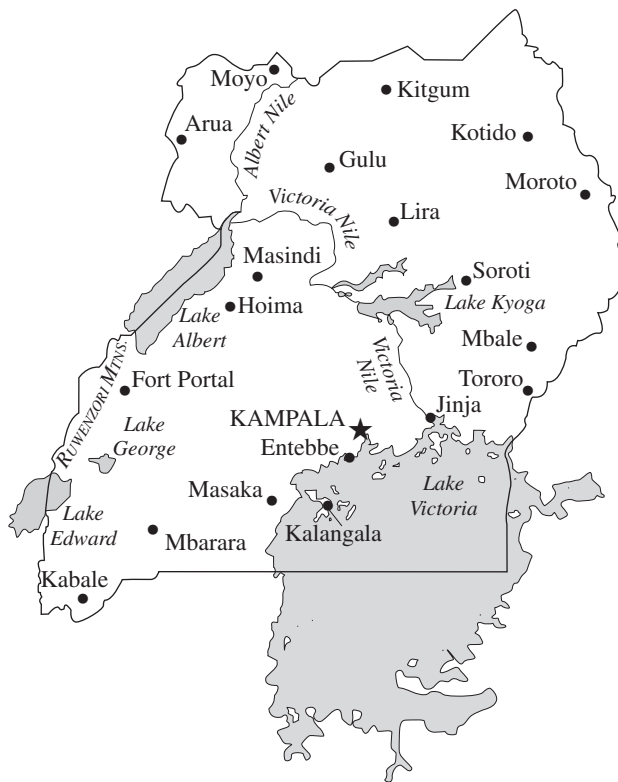 Moyo
Kitgum
Albert Nile
Arua
Kotido
Gulu
Moroto
Victoria Nile
Lira
Masindi
Soroti
Hoima
Lake
Albert
Lake Kyoga
Mbale
Victoria
Nile
RUWENZORI MTNS.
Fort Portal
Tororo
Jinja
KAMPALA
Lake
George
Entebbe
Lake
Victoria
Masaka
Kalangala
Lake
Edward
Mbarara
Kabale